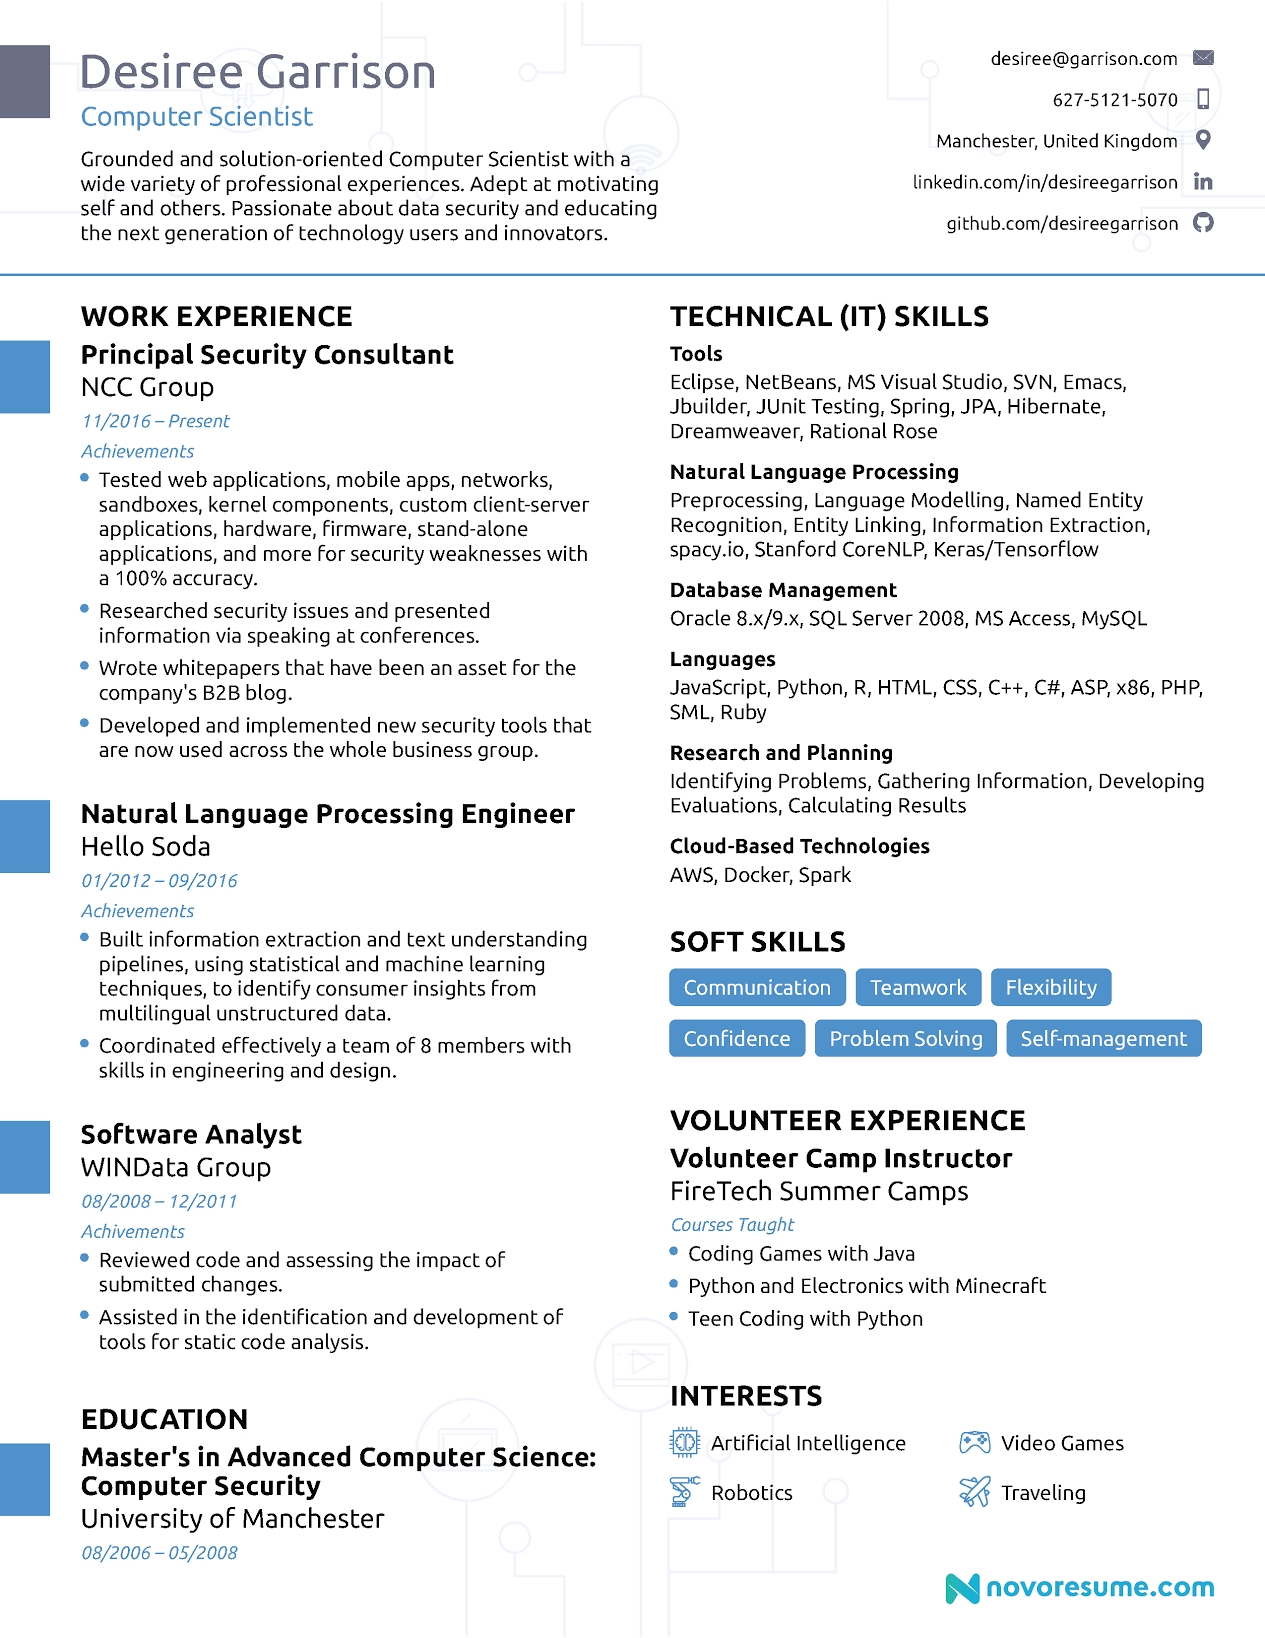 Desiree Garrison
Computer Scientist
Grounded and solution-oriented Computer Scientist with a
wide variety of professional experiences. Adept at motivating
self and others. Passionate about data security and educating
the next generation of technology users and innovators.
desiree@garrison.com
627-5121-5070
Manchester, United Kingdom
linkedin.com/in/desireegarrison
github.com/desireegarrison
WORK EXPERIENCE
Principal Security Consultant
NCC Group
11/2016 – Present
Achievements
Tested web applications, mobile apps, networks,
sandboxes, kernel components, custom client-server
applications, hardware, firmware, stand-alone
applications, and more for security weaknesses with
a 100% accuracy.
Researched security issues and presented
information via speaking at conferences.
Wrote whitepapers that have been an asset for the
company's B2B blog.
Developed and implemented new security tools that
are now used across the whole business group.
Natural Language Processing Engineer
Hello Soda
01/2012 – 09/2016
Achievements
Built information extraction and text understanding
pipelines, using statistical and machine learning
techniques, to identify consumer insights from
multilingual unstructured data.
Coordinated effectively a team of 8 members with
skills in engineering and design.
Software Analyst
WINData Group
08/2008 – 12/2011
Achivements
Reviewed code and assessing the impact of
submitted changes.
Assisted in the identification and development of
tools for static code analysis.
EDUCATION
Master's in Advanced Computer Science:
Computer Security
University of Manchester
08/2006 – 05/2008
TECHNICAL (IT) SKILLS
Tools
Eclipse, NetBeans, MS Visual Studio, SVN, Emacs,
Jbuilder, JUnit Testing, Spring, JPA, Hibernate,
Dreamweaver, Rational Rose
Natural Language Processing
Preprocessing, Language Modelling, Named Entity
Recognition, Entity Linking, Information Extraction,
spacy.io, Stanford CoreNLP, Keras/Tensorflow
Database Management
Oracle 8.x/9.x, SQL Server 2008, MS Access, MySQL
Languages
JavaScript, Python, R, HTML, CSS, C++, C#, ASP, x86, PHP,
SML, Ruby
Research and Planning
Identifying Problems, Gathering Information, Developing
Evaluations, Calculating Results
Cloud-Based Technologies
AWS, Docker, Spark
SOFT SKILLS
Communication Teamwork Flexibility
Confidence Problem Solving Self-management
VOLUNTEER EXPERIENCE
Volunteer Camp Instructor
FireTech Summer Camps
Courses Taught
Coding Games with Java
Python and Electronics with Minecraft
Teen Coding with Python
INTERESTS
Artificial Intelligence Video Games
Robotics Traveling
novoresume.com